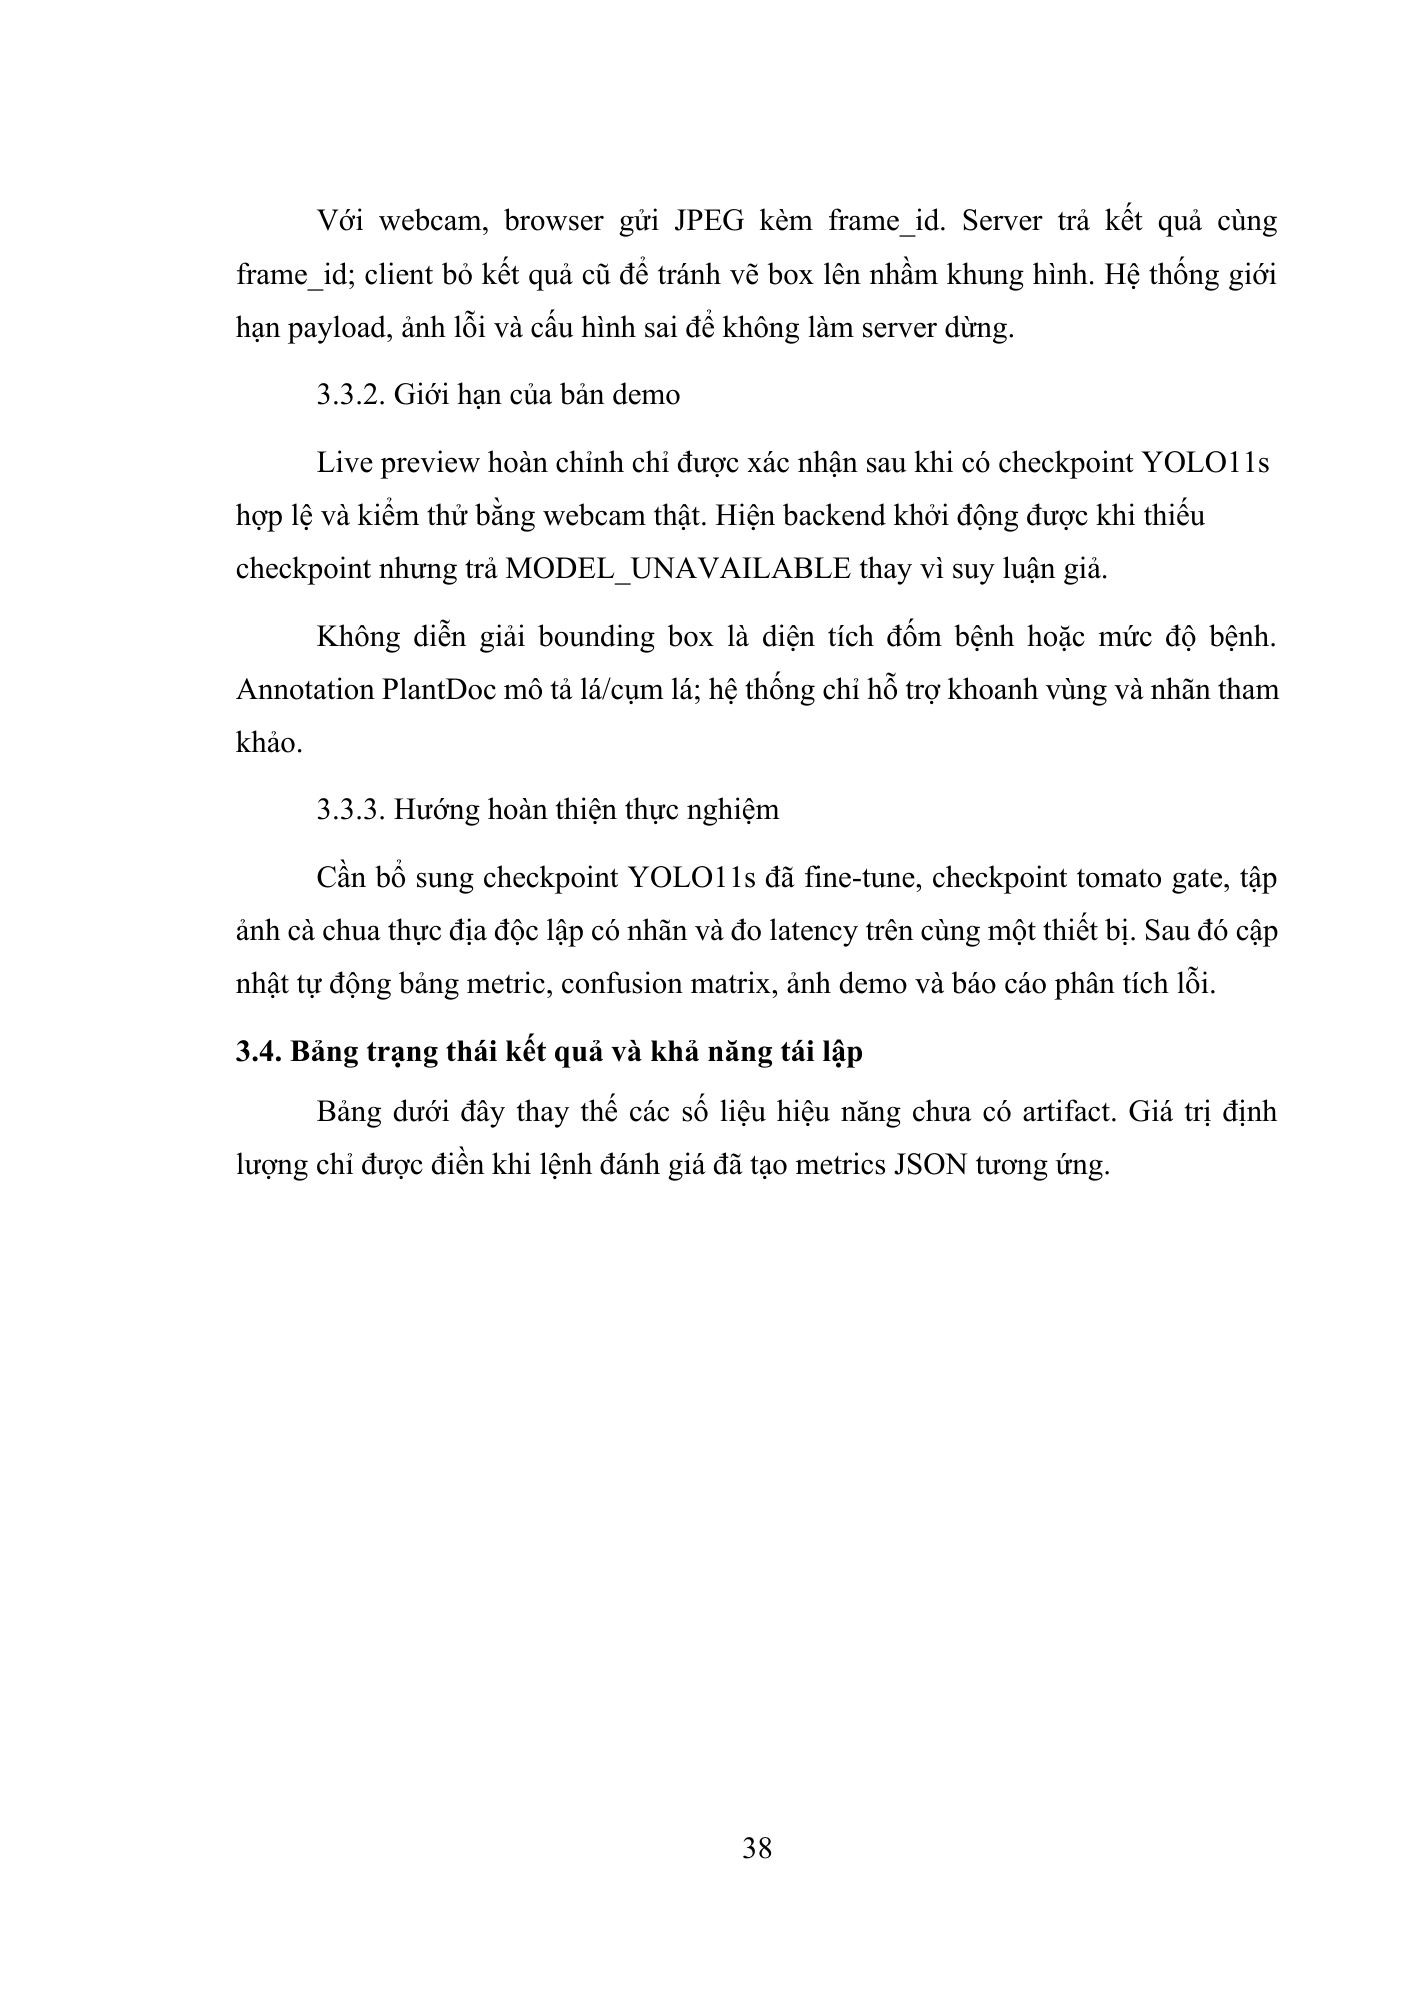 Với webcam, browser gửi JPEG kèm frame_id. Server trả kết quả cùng
frame_id; client bỏ kết quả cũ để tránh vẽ box lên nhầm khung hình. Hệ thống giới
hạn payload, ảnh lỗi và cấu hình sai để không làm server dừng.
3.3.2. Giới hạn của bản demo
Live preview hoàn chỉnh chỉ được xác nhận sau khi có checkpoint YOLO11s
hợp lệ và kiểm thử bằng webcam thật. Hiện backend khởi động được khi thiếu
checkpoint nhưng trả MODEL_UNAVAILABLE thay vì suy luận giả.
Không diễn giải bounding box là diện tích đốm bệnh hoặc mức độ bệnh.
Annotation PlantDoc mô tả lá/cụm lá; hệ thống chỉ hỗ trợ khoanh vùng và nhãn tham
khảo.
3.3.3. Hướng hoàn thiện thực nghiệm
Cần bổ sung checkpoint YOLO11s đã fine-tune, checkpoint tomato gate, tập
ảnh cà chua thực địa độc lập có nhãn và đo latency trên cùng một thiết bị. Sau đó cập
nhật tự động bảng metric, confusion matrix, ảnh demo và báo cáo phân tích lỗi.
3.4. Bảng trạng thái kết quả và khả năng tái lập
Bảng dưới đây thay thế các số liệu hiệu năng chưa có artifact. Giá trị định
lượng chỉ được điền khi lệnh đánh giá đã tạo metrics JSON tương ứng.
38